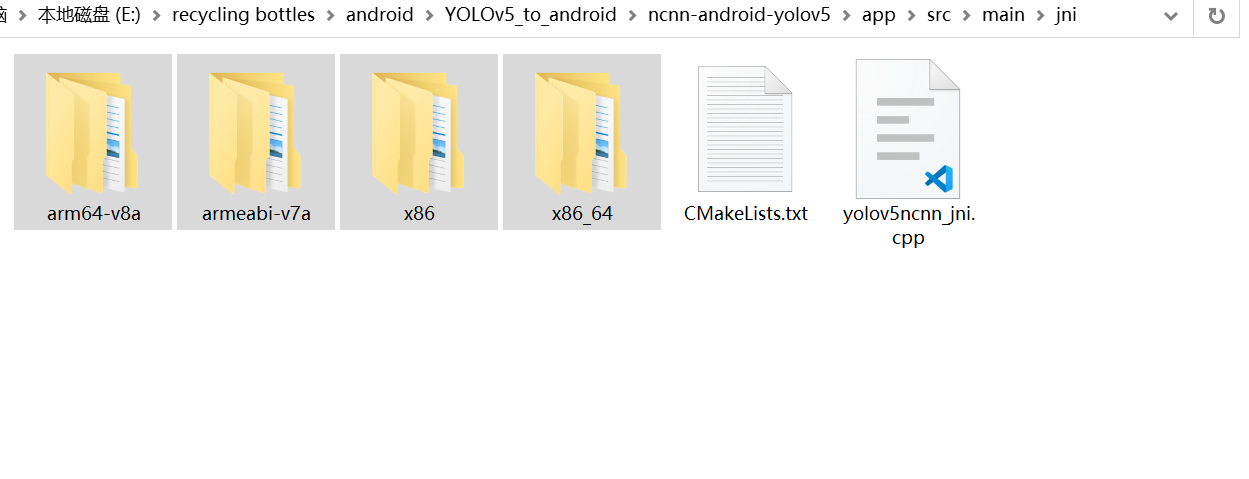 本地磁盘 (E:) recycling bottles android YOLOv5_to_android ncnn-android-yolov5 app src main jni
arm64-v8a armeabi-v7a x86 x86_64 CMakeLists.txt yolov5ncnn_jni.
cpp